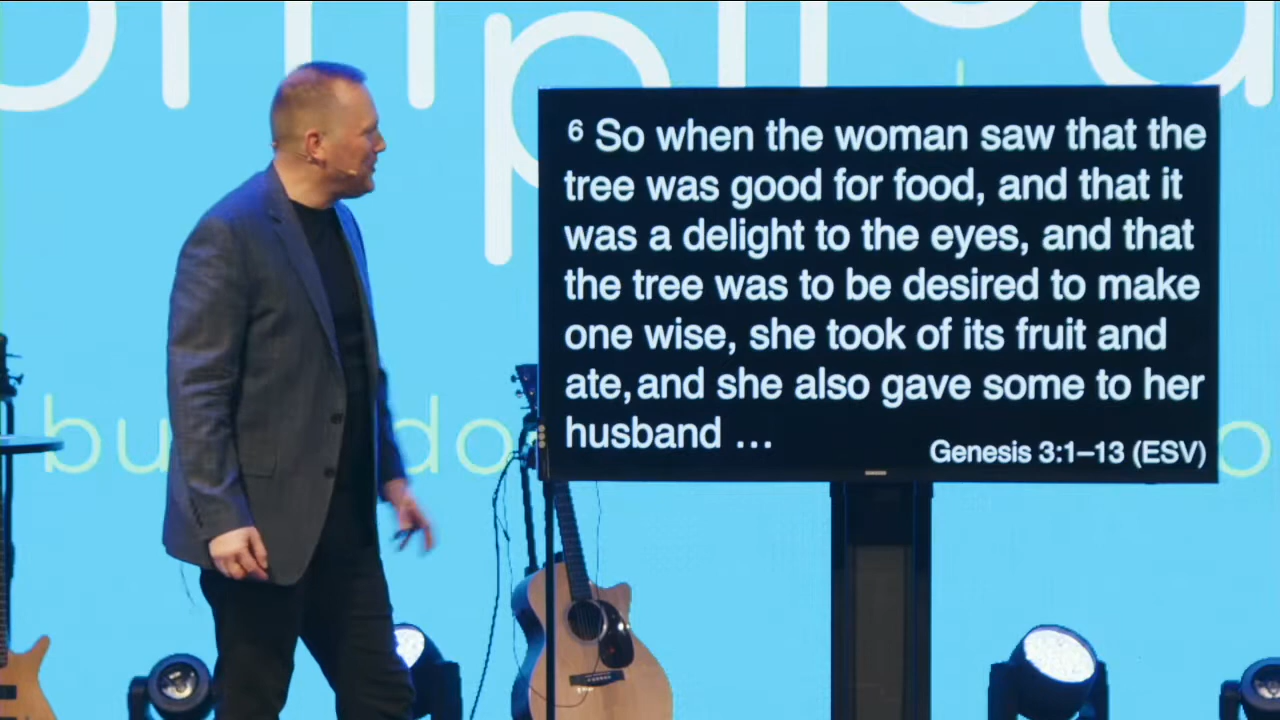 6 So when the woman saw that the
tree was good for food, and that it
was a delight to the eyes, and that
the tree was to be desired to make
one wise, she took of its fruit and
ate, and she also gave some to her
husband ...
Genesis 3:1–13 (ESV)